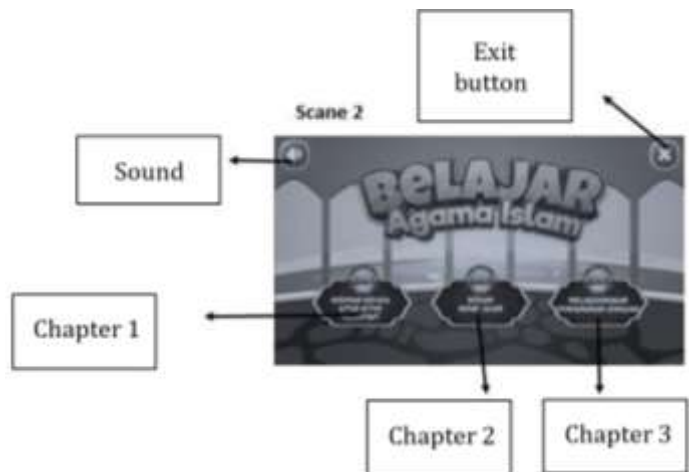 Exit
button
Scane 2
Sound
BeLAJAR
Agama Islam
Chapter 1
Chapter 2
Chapter 3